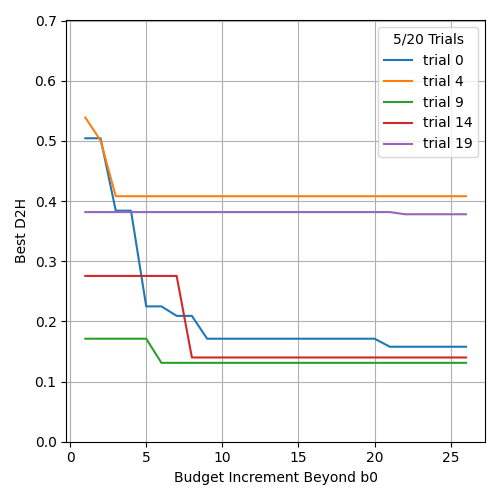 0.7
0.6
0.5
0.4
0.3
0.2
0.1
0.0
Best D2H
5/20 Trials
trial 0
trial 4
trial 9
trial 14
trial 19
0 5 10 15 20 25
Budget Increment Beyond b0